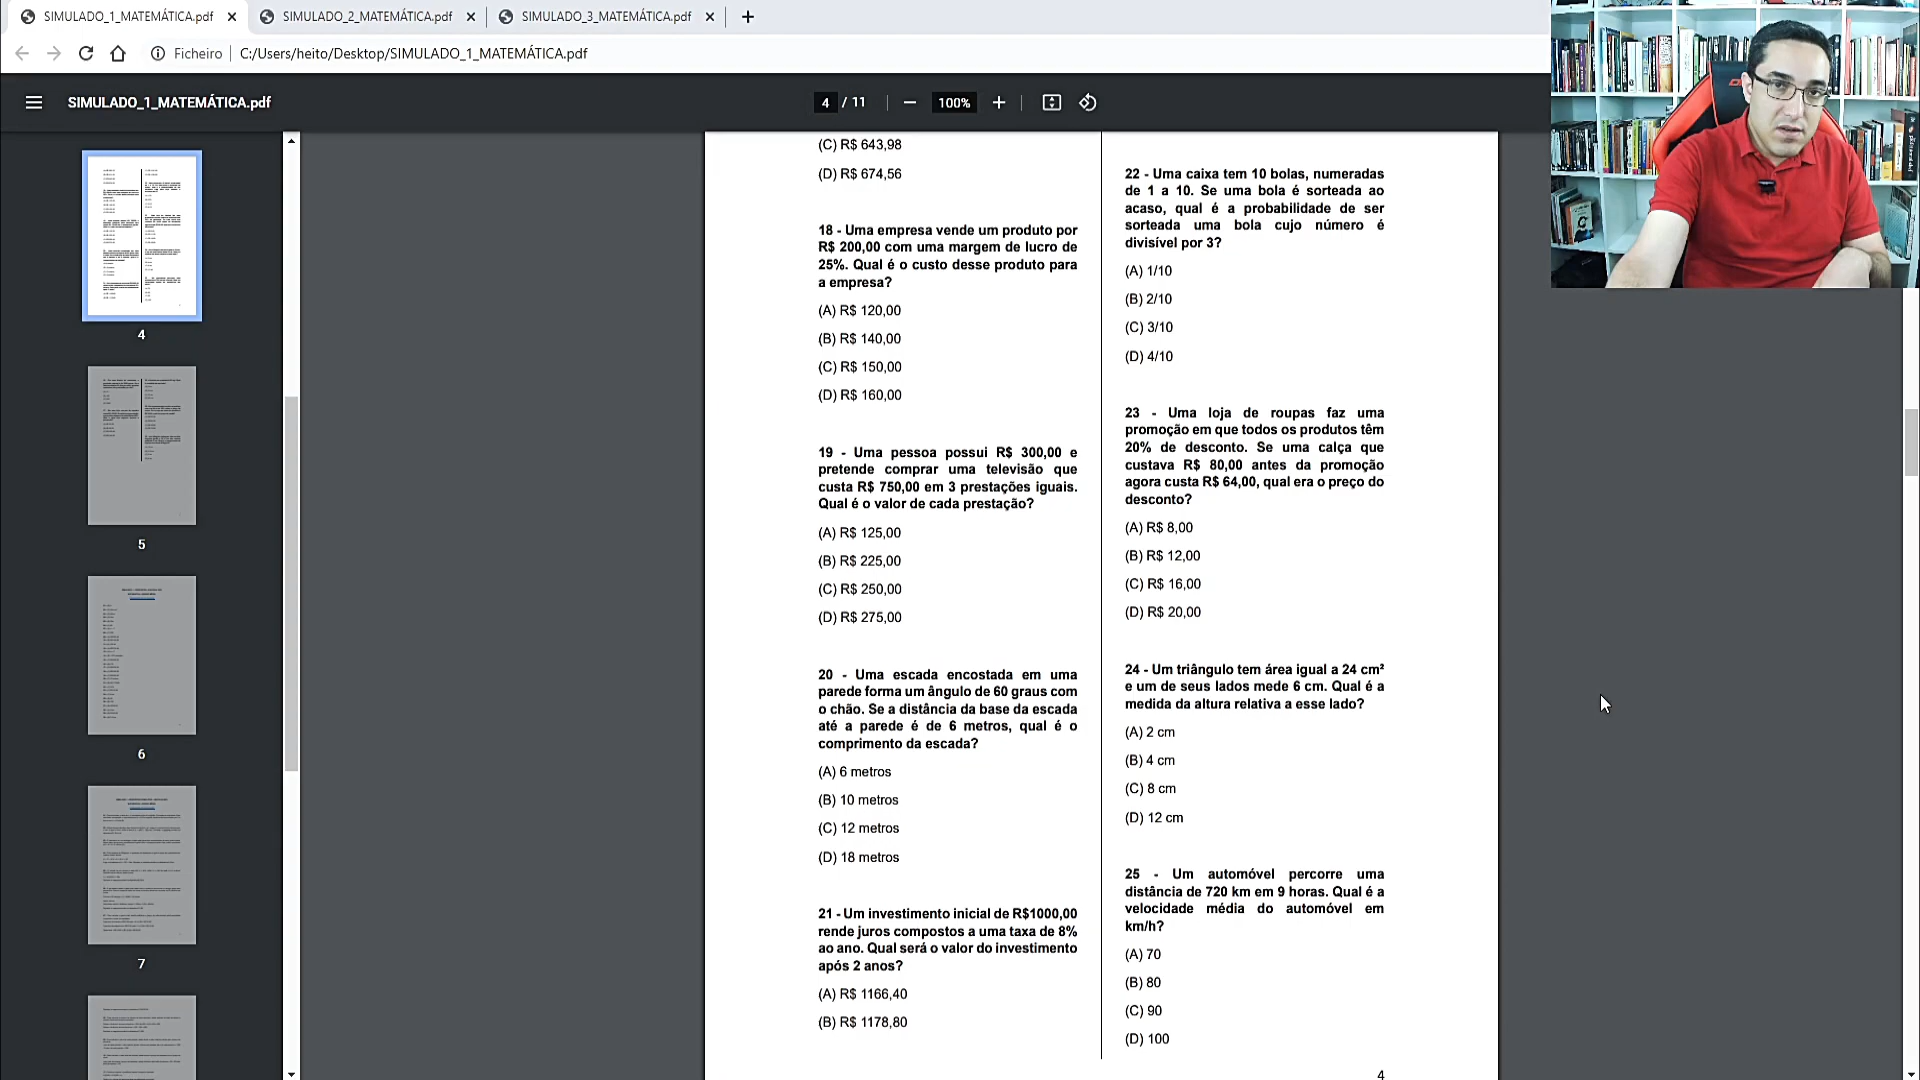 SIMULADO_1_MATEMÁTICA.pdf
SIMULADO_2_MATEMÁTICA.pdf
SIMULADO_3_MATEMÁTICA.pdf
Ficheiro
C:/Users/heito/Desktop/SIMULADO_1_MATEMÁTICA.pdf
SIMULADO_1_MATEMÁTICA.pdf
4 / 11
100%
4
5
6
7
(C) R$ 643,98
(D) R$ 674,56
18 - Uma empresa vende um produto por
R$ 200,00 com uma margem de lucro de
25%. Qual é o custo desse produto para
a empresa?
(A) R$ 120,00
(B) R$ 140,00
(C) R$ 150,00
(D) R$ 160,00
19 - Uma pessoa possui R$ 300,00 e
pretende comprar uma televisão que
custa R$ 750,00 em 3 prestações iguais.
Qual é o valor de cada prestação?
(A) R$ 125,00
(B) R$ 225,00
(C) R$ 250,00
(D) R$ 275,00
20 - Uma escada encostada em uma
parede forma um ângulo de 60 graus com
o chão. Se a distância da base da escada
até a parede é de 6 metros, qual é o
comprimento da escada?
(A) 6 metros
(B) 10 metros
(C) 12 metros
(D) 18 metros
21 - Um investimento inicial de R$1000,00
rende juros compostos a uma taxa de 8%
ao ano. Qual será o valor do investimento
após 2 anos?
(A) R$ 1166,40
(B) R$ 1178,80
22 - Uma caixa tem 10 bolas, numeradas
de 1 a 10. Se uma bola é sorteada ao
acaso, qual é a probabilidade de ser
sorteada uma bola cujo número é
divisível por 3?
(A) 1/10
(B) 2/10
(C) 3/10
(D) 4/10
23 - Uma loja de roupas faz uma
promoção em que todos os produtos têm
20% de desconto. Se uma calça que
custava R$ 80,00 antes da promoção
agora custa R$ 64,00, qual era o preço do
desconto?
(A) R$ 8,00
(B) R$ 12,00
(C) R$ 16,00
(D) R$ 20,00
24 - Um triângulo tem área igual a 24 cm²
e um de seus lados mede 6 cm. Qual é a
medida da altura relativa a esse lado?
(A) 2 cm
(B) 4 cm
(C) 8 cm
(D) 12 cm
25 - Um automóvel percorre uma
distância de 720 km em 9 horas. Qual é a
velocidade média do automóvel em
km/h?
(A) 70
(B) 80
(C) 90
(D) 100
4